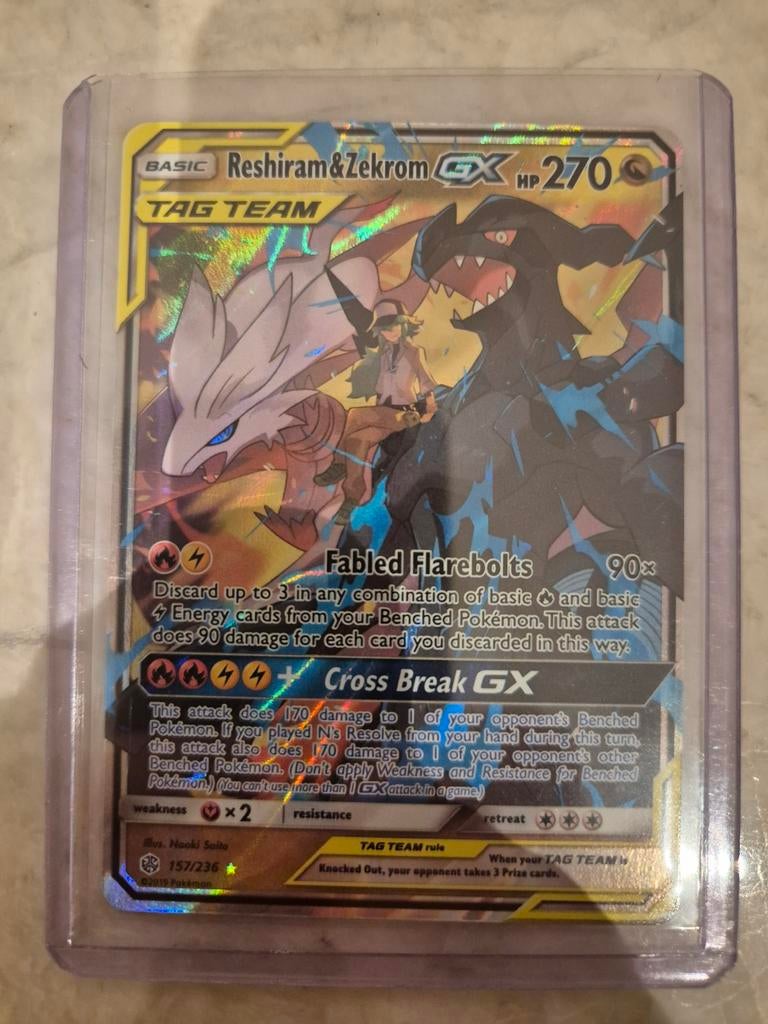 BASIC Reshiram&Zekrom GX HP 270
TAG TEAM
Fabled Flarebolts 90×
Discard up to 3 in any combination of basic and basic
Energy cards from your Benched Pokémon. This attack
does 90 damage for each card you discarded in this way.
+ Cross Break GX
This attack does 170 damage to 1 of your opponent's Benched
Pokémon. If you played N's Resolve from your hand during this turn,
this attack also does 170 damage to 1 of your opponent's other
Benched Pokémon. (Don't apply Weakness and Resistance for Benched
Pokémon.) (You can't use more than 1 GX attack in a game.)
weakness ×2 resistance retreat
Illus. Naoki Saito
TAG TEAM rule
When your TAG TEAM is
Knocked Out, your opponent takes 3 Prize cards.
157/236
©2019 Pokémon